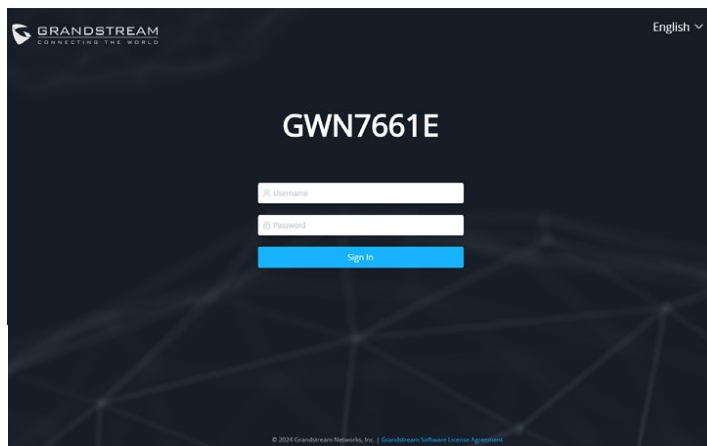 GRANDSTREAM
CONNECTING THE WORLD
English
GWN7661E
Username
Password
Sign In
© 2024 Grandstream Networks, Inc. | Grandstream Software License Agreement